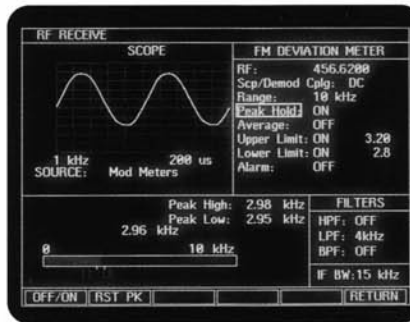 RF RECEIVE
SCOPE
1 kHz 200 us
SOURCE: Mod Meters
FM DEVIATION METER
RF: 456.6200
Scp/Demod Cplg: DC
Range: 10 kHz
Peak Hold: ON
Average: OFF
Upper Limit: ON 3.20
Lower Limit: ON 2.8
Alarm: OFF
Peak High: 2.98 kHz
Peak Low: 2.95 kHz
2.96 kHz
0 10 kHz
FILTERS
HPF: OFF
LPF: 4kHz
BPF: OFF
IF BW:15 kHz
OFF/ON RST PK RETURN